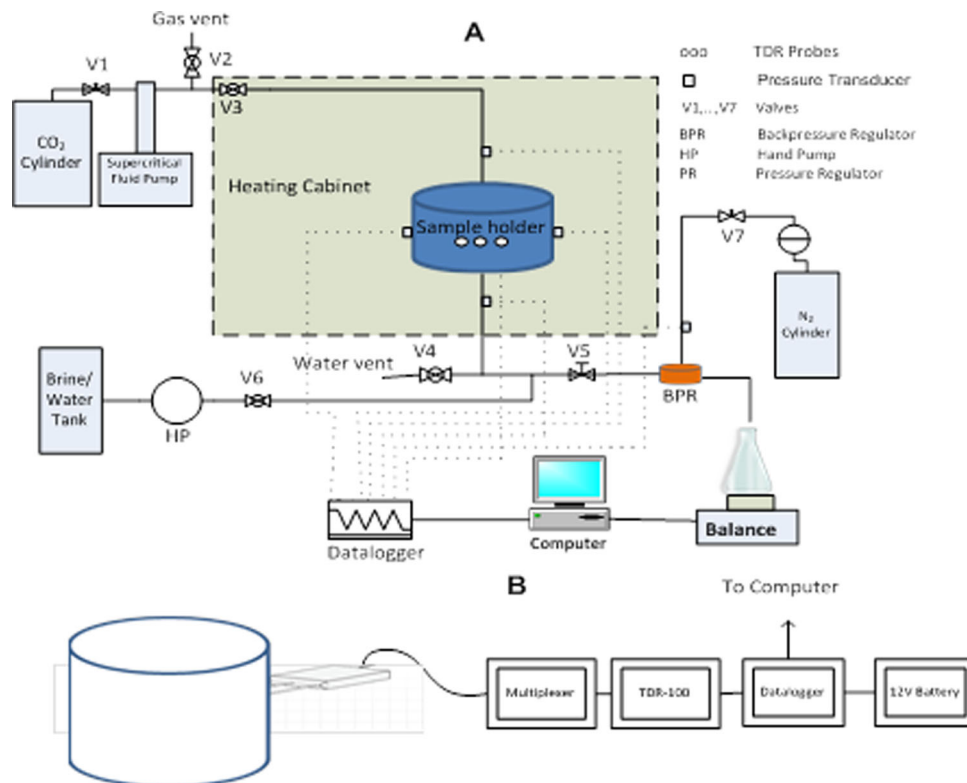 A
Gas vent
V1
V2
V3
CO₂
Cylinder
Supercritical
Fluid Pump
Heating Cabinet
Sample holder
ooo TDR Probes
Pressure Transducer
V1,..,V7 Valves
BPR Backpressure Regulator
HP Hand Pump
PR Pressure Regulator
V7
N₂
Cylinder
Brine/
Water
Tank
HP
V6
Water vent
V4
V5
BPR
Datalogger
Computer
Balance
B
To Computer
Multiplexer
TDR-100
Datalogger
12V Battery